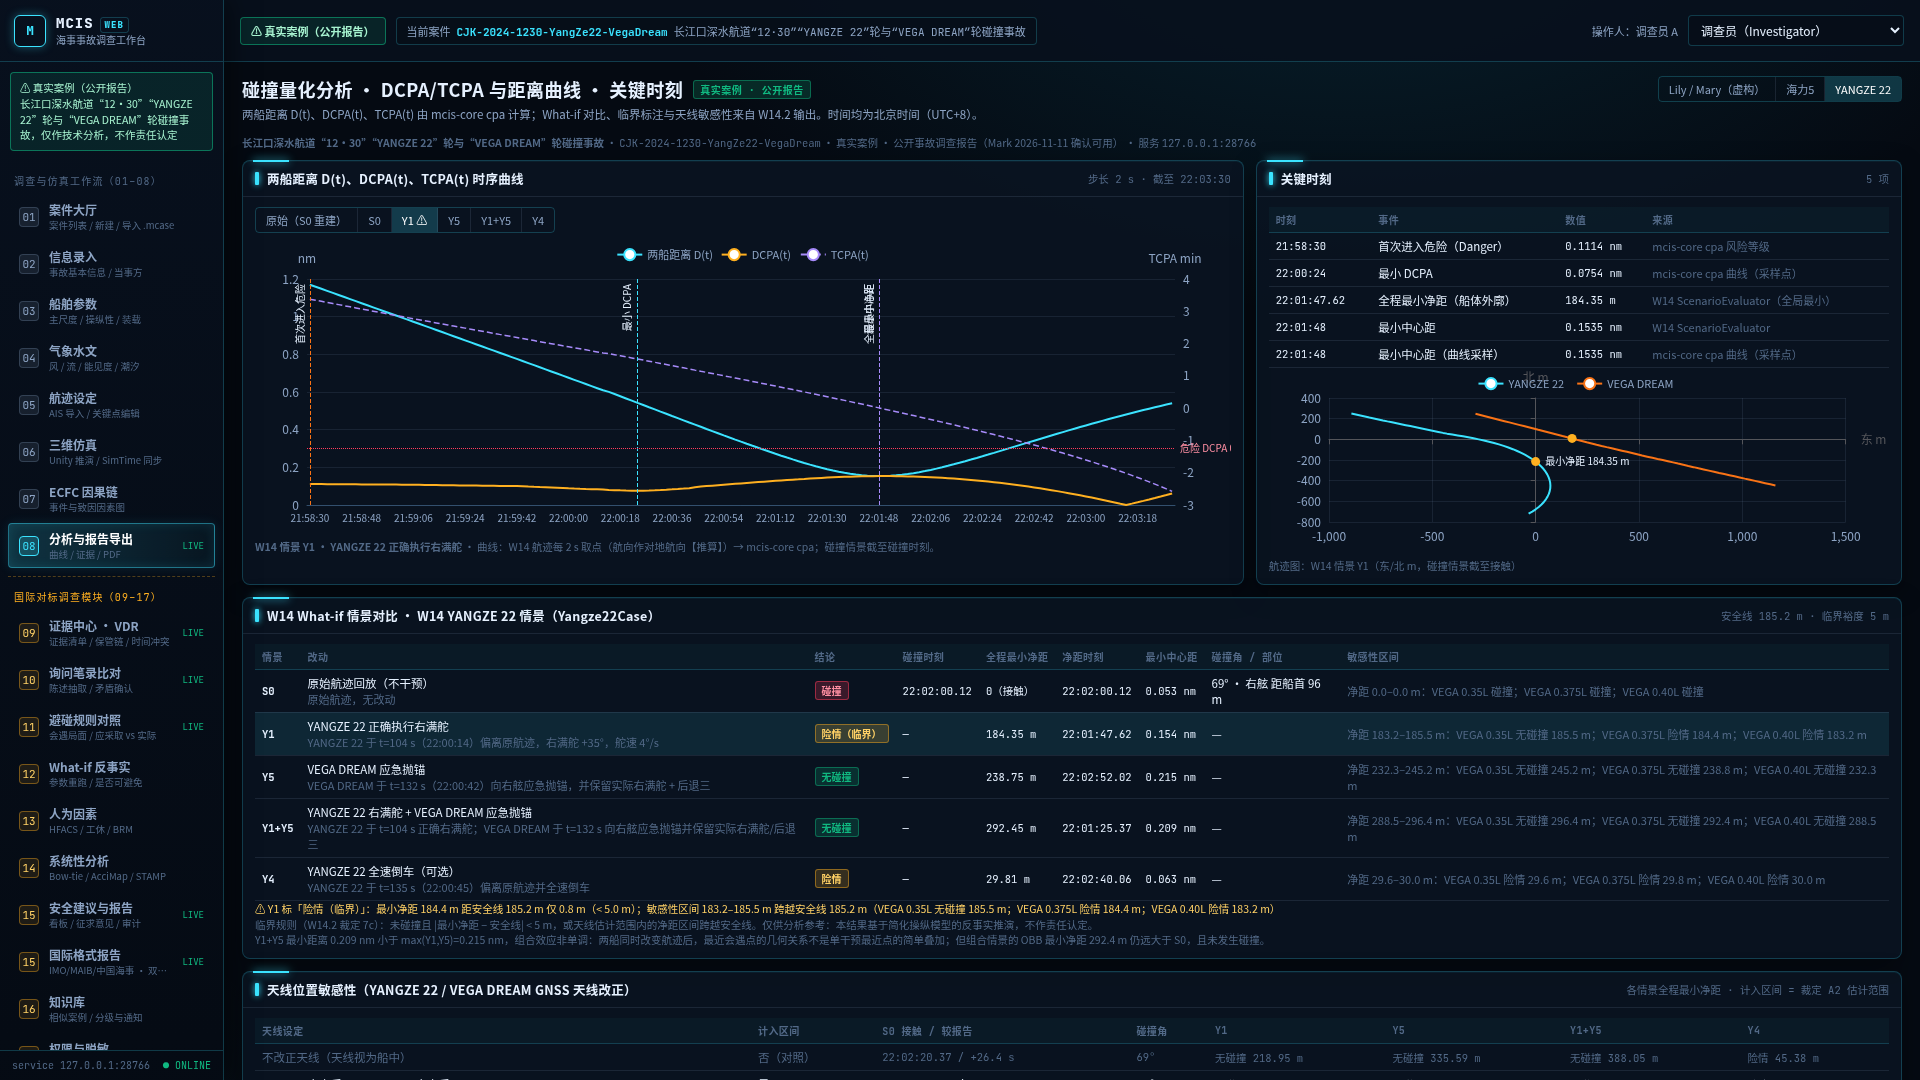 M
MCIS WEB
海事事故调查工作台
⚠ 真实案例（公开报告）
当前案件 CJK-2024-1230-YangZe22-VegaDream 长江口深水航道“12·30”“YANGZE 22”轮与“VEGA DREAM”轮碰撞事故
操作人：调查员 A
调查员（Investigator）
⚠ 真实案例（公开报告）
长江口深水航道“12·30”“YANGZE
22”轮与“VEGA DREAM”轮碰撞事
故，仅作技术分析，不作责任认定
调查与仿真工作流（01-08）
01 案件大厅
案件列表 / 新建 / 导入 .mcase
02 信息录入
事故基本信息 / 当事方
03 船舶参数
主尺度 / 操纵性 / 装载
04 气象水文
风 / 流 / 能见度 / 潮汐
05 航迹设定
AIS 导入 / 关键点编辑
06 三维仿真
Unity 推演 / SimTime 同步
07 ECFC 因果链
事件与致因因素图
08 分析与报告导出 LIVE
曲线 / 证据 / PDF
国际对标调查模块（09-17）
09 证据中心 · VDR LIVE
证据清单 / 保管链 / 时间冲突
10 询问笔录比对 LIVE
陈述抽取 / 矛盾确认
11 避碰规则对照 LIVE
会遇局面 / 应采取 vs 实际
12 What-if 反事实
参数重跑 / 是否可避免
13 人为因素
HFACS / 工休 / BRM
14 系统性分析
Bow-tie / AcciMap / STAMP
15 安全建议与报告 LIVE
看板 / 征求意见 / 审计
15 国际格式报告 LIVE
IMO/MAIB/中国海事 · 双…
16 知识库
相似案例 / 分级与通知
权限与脱敏
service 127.0.0.1:28766 ● ONLINE
碰撞量化分析 · DCPA/TCPA 与距离曲线 · 关键时刻 真实案例 · 公开报告
Lily / Mary（虚构） 海力5 YANGZE 22
两船距离 D(t)、DCPA(t)、TCPA(t) 由 mcis-core cpa 计算；What-if 对比、临界标注与天线敏感性来自 W14.2 输出。时间均为北京时间（UTC+8）。
长江口深水航道“12·30”“YANGZE 22”轮与“VEGA DREAM”轮碰撞事故 · CJK-2024-1230-YangZe22-VegaDream · 真实案例 · 公开事故调查报告（Mark 2026-11-11 确认可用） · 服务 127.0.0.1:28766
两船距离 D(t)、DCPA(t)、TCPA(t) 时序曲线
步长 2 s · 截至 22:03:30
原始（S0 重建） S0 Y1 ⚠ Y5 Y1+Y5 Y4
两船距离 D(t) DCPA(t) TCPA(t)
nm
TCPA min
1.2
1
0.8
0.6
0.4
0.2
0
4
3
2
1
0
-1
-2
-3
首次进入危险
最小 DCPA
危险 DCPA
21:58:30 21:58:48 21:59:06 21:59:24 21:59:42 22:00:00 22:00:18 22:00:36 22:00:54 22:01:12 22:01:30 22:01:48 22:02:06 22:02:24 22:02:42 22:03:00 22:03:18
W14 情景 Y1 · YANGZE 22 正确执行右满舵 · 曲线：W14 航迹每 2 s 取点（航向作对地航向【推算】）→ mcis-core cpa；碰撞情景截至碰撞时刻。
关键时刻
5 项
时刻 事件 数值 来源
21:58:30 首次进入危险（Danger） 0.1114 nm mcis-core cpa 风险等级
22:00:24 最小 DCPA 0.0754 nm mcis-core cpa 曲线（采样点）
22:01:47.62 全程最小净距（船体外廓） 184.35 m W14 ScenarioEvaluator（全局最小）
22:01:48 最小中心距 0.1535 nm W14 ScenarioEvaluator
22:01:48 最小中心距（曲线采样） 0.1535 nm mcis-core cpa 曲线（采样点）
北 m
YANGZE 22 VEGA DREAM
400
200
0
-200
-400
-600
-800
东 m
最小净距 184.35 m
-1,000 -500 0 500 1,000 1,500
航迹图：W14 情景 Y1（东/北 m，碰撞情景截至接触）
W14 What-if 情景对比 · W14 YANGZE 22 情景（Yangze22Case）
安全线 185.2 m · 临界裕度 5 m
情景 改动 结论 碰撞时刻 全程最小净距 净距时刻 最小中心距 碰撞角 / 部位 敏感性区间
S0 原始航迹回放（不干预） 碰撞 22:02:00.12 0（接触） 22:02:00.12 0.053 nm 69° · 右舷 距船首 96 m 净距 0.0–0.0 m：VEGA 0.35L 碰撞；VEGA 0.375L 碰撞；VEGA 0.40L 碰撞
原始航迹，无改动
Y1 YANGZE 22 正确执行右满舵 险情（临界） — 184.35 m 22:01:47.62 0.154 nm — 净距 183.2–185.5 m：VEGA 0.35L 无碰撞 185.5 m；VEGA 0.375L 险情 184.4 m；VEGA 0.40L 险情 183.2 m
YANGZE 22 于 t=104 s（22:00:14）偏离原航迹，右满舵 +35°，舵速 4°/s
Y5 VEGA DREAM 应急抛锚 无碰撞 — 238.75 m 22:02:52.02 0.215 nm — 净距 232.3–245.2 m：VEGA 0.35L 无碰撞 245.2 m；VEGA 0.375L 无碰撞 238.8 m；VEGA 0.40L 无碰撞 232.3 m
VEGA DREAM 于 t=132 s（22:00:42）向右舷应急抛锚，并保留实际右满舵 + 后退三
Y1+Y5 YANGZE 22 右满舵 + VEGA DREAM 应急抛锚 无碰撞 — 292.45 m 22:01:25.37 0.209 nm — 净距 288.5–296.4 m：VEGA 0.35L 无碰撞 296.4 m；VEGA 0.375L 无碰撞 292.4 m；VEGA 0.40L 无碰撞 288.5 m
YANGZE 22 于 t=104 s 正确右满舵；VEGA DREAM 于 t=132 s 向右舷应急抛锚并保留实际右满舵/后退三
Y4 YANGZE 22 全速倒车（可选） 险情 — 29.81 m 22:02:40.06 0.063 nm — 净距 29.6–30.0 m：VEGA 0.35L 险情 29.6 m；VEGA 0.375L 险情 29.8 m；VEGA 0.40L 险情 30.0 m
YANGZE 22 于 t=135 s（22:00:45）偏离原航迹并全速倒车
⚠ Y1 标「险情（临界）」：最小净距 184.4 m 距安全线 185.2 m 仅 0.8 m（< 5.0 m）；敏感性区间 183.2–185.5 m 跨越安全线 185.2 m（VEGA 0.35L 无碰撞 185.5 m；VEGA 0.375L 险情 184.4 m；VEGA 0.40L 险情 183.2 m）
临界规则（W14.2 裁定 7c）：未碰撞且 |最小净距 − 安全线| < 5 m，或天线估计范围内的净距区间跨越安全线。仅供分析参考：本结果基于简化操纵模型的反事实推演，不作责任认定。
Y1+Y5 最小距离 0.209 nm 小于 max(Y1,Y5)=0.215 nm，组合效应非单调：两船同时改变航迹后，最近会遇点的几何关系不是单干预最近点的简单叠加；但组合情景的 OBB 最小净距 292.4 m 仍远大于 S0，且未发生碰撞。
天线位置敏感性（YANGZE 22 / VEGA DREAM GNSS 天线改正）
各情景全程最小净距 · 计入区间 = 裁定 A2 估计范围
天线设定 计入区间 S0 接触 / 较报告 碰撞角 Y1 Y5 Y1+Y5 Y4
不改正天线（天线视为船中） 否（对照） 22:02:20.37 / +26.4 s 69° 无碰撞 218.95 m 无碰撞 335.59 m 无碰撞 388.05 m 险情 45.38 m